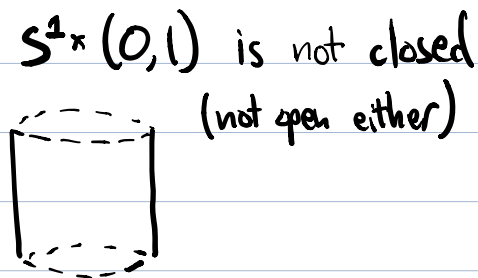 S¹ × (0,1) is not closed
(not open either)